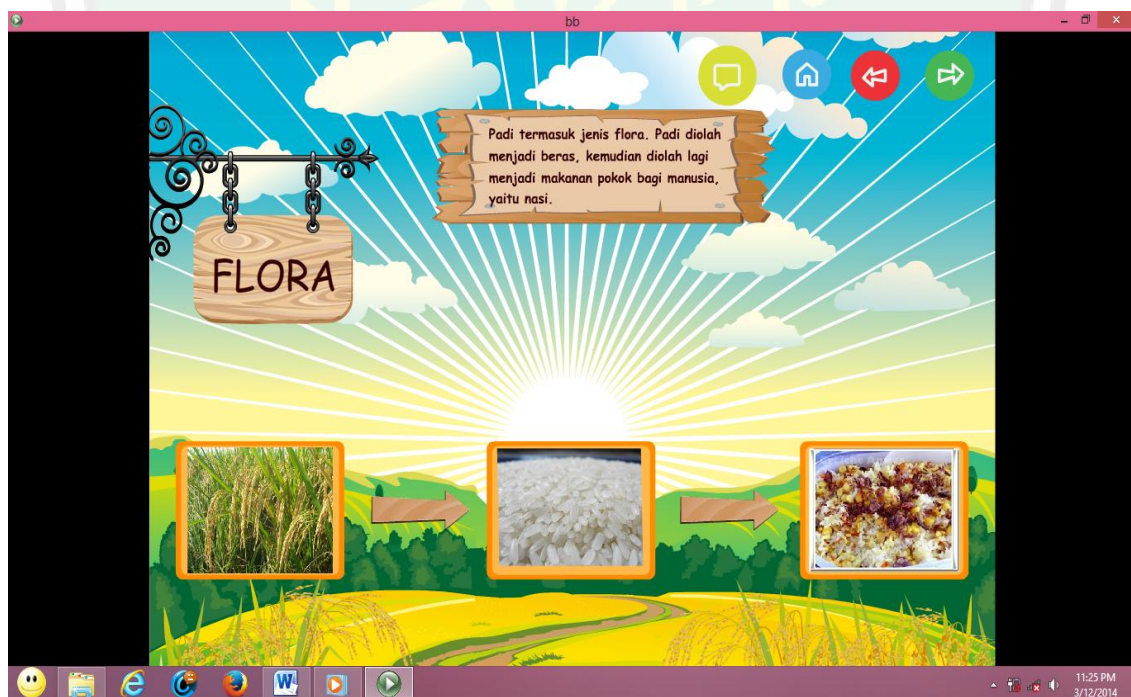 bb
Padi termasuk jenis flora. Padi diolah
menjadi beras, kemudian diolah lagi
menjadi makanan pokok bagi manusia,
yaitu nasi.
FLORA
11:25 PM
3/12/2014